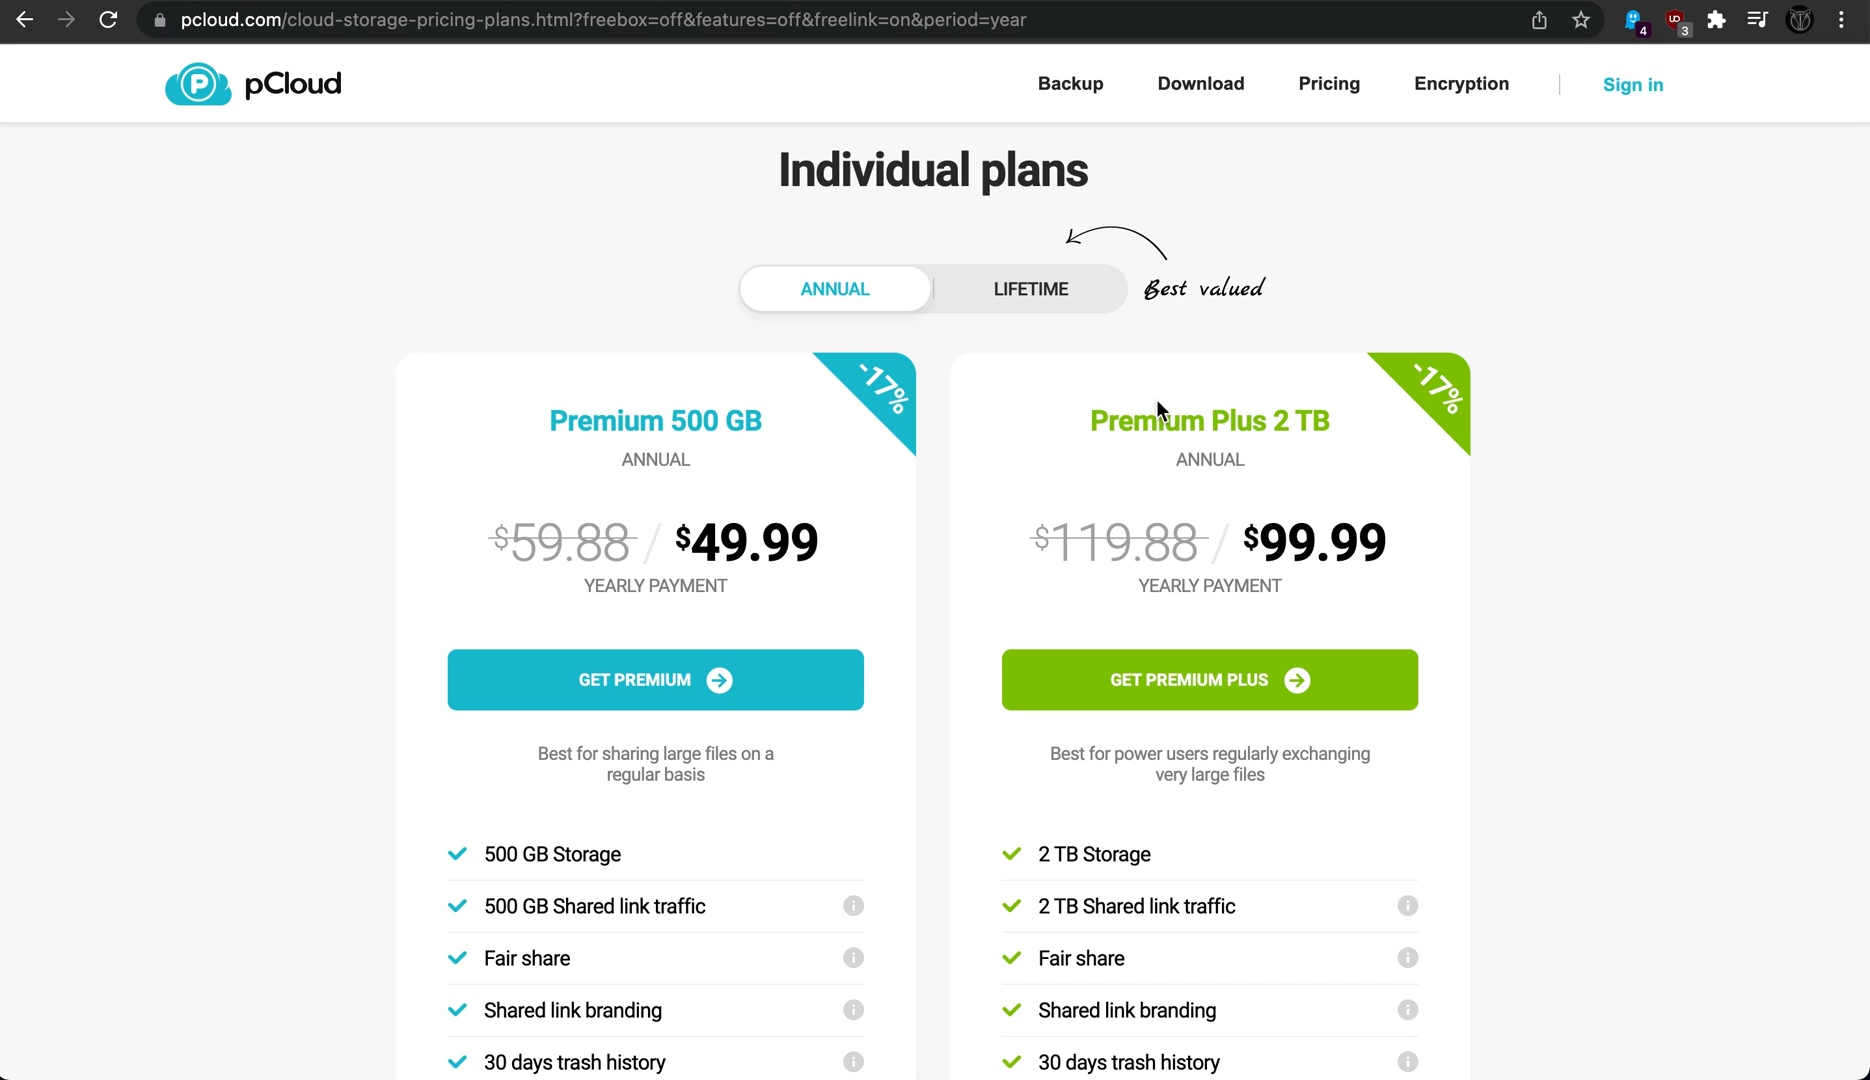 pcloud.com/cloud-storage-pricing-plans.html?freebox=off&features=off&freelink=on&period=year
4
3
P
pCloud
Backup
Download
Pricing
Encryption
Sign in
Individual plans
ANNUAL
LIFETIME
Best valued
-17%
Premium 500 GB
ANNUAL
$59.88 / $49.99
YEARLY PAYMENT
GET PREMIUM
Best for sharing large files on a
regular basis
500 GB Storage
500 GB Shared link traffic
Fair share
Shared link branding
30 days trash history
-17%
Premium Plus 2 TB
ANNUAL
$119.88 / $99.99
YEARLY PAYMENT
GET PREMIUM PLUS
Best for power users regularly exchanging
very large files
2 TB Storage
2 TB Shared link traffic
Fair share
Shared link branding
30 days trash history